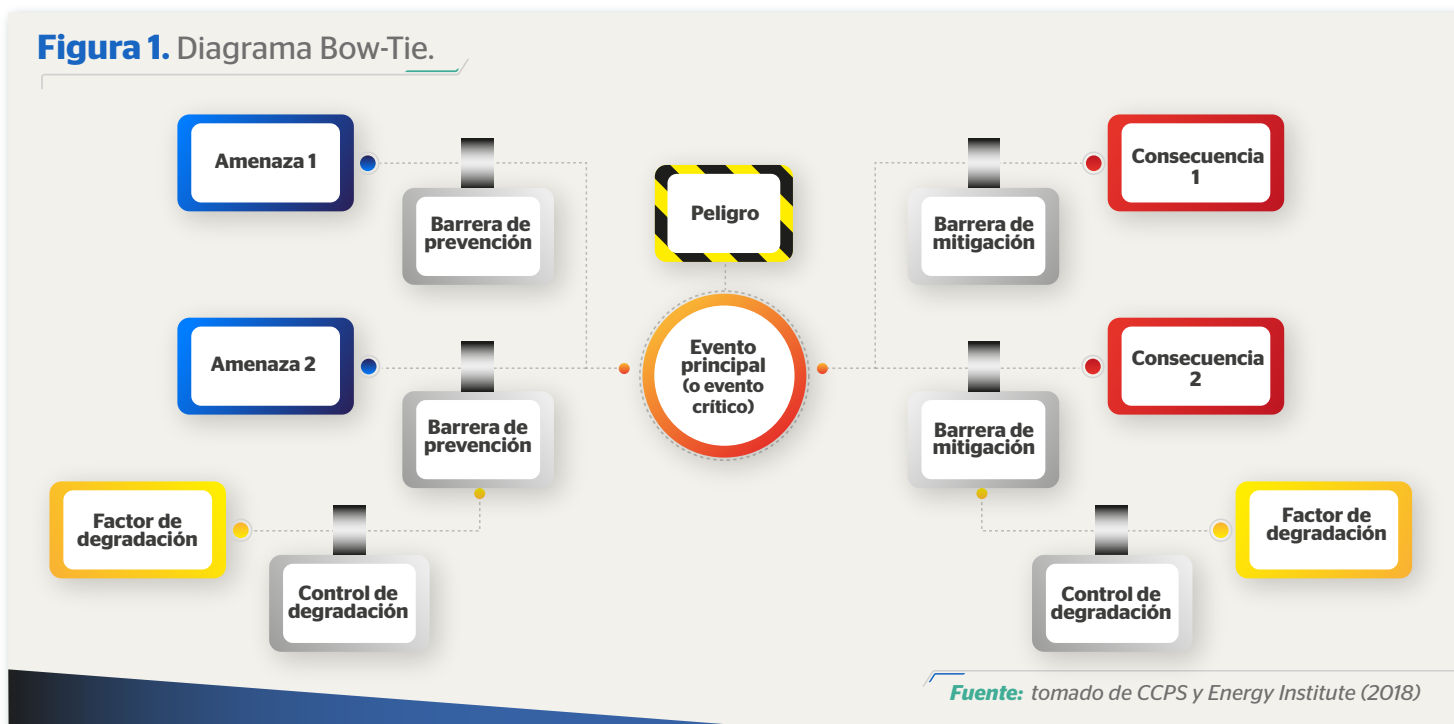 Figura 1. Diagrama Bow-Tie.
Amenaza 1
Barrera de
prevención
Peligro
Barrera de
mitigación
Consecuencia
1
Amenaza 2
Barrera de
prevención
Evento
principal
(o evento
crítico)
Barrera de
mitigación
Consecuencia
2
Factor de
degradación
Control de
degradación
Control de
degradación
Factor de
degradación
Fuente: tomado de CCPS y Energy Institute (2018)